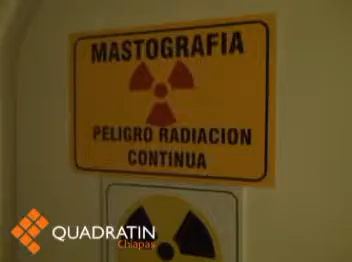 MASTOGRAFIA
PELIGRO RADIACION
CONTINUA
QUADRATIN
Chiapas